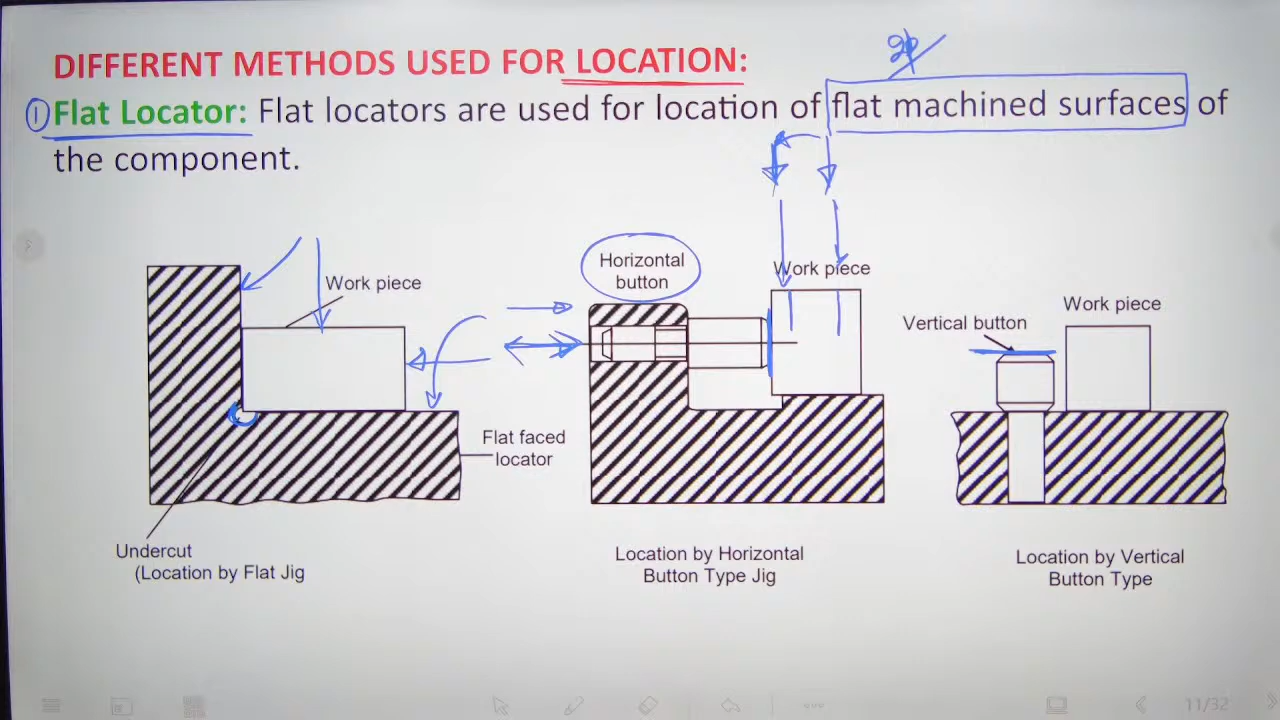 DIFFERENT METHODS USED FOR LOCATION:
① Flat Locator: Flat locators are used for location of flat machined surfaces of
the component.
Work piece
Flat faced
locator
Undercut
(Location by Flat Jig
Horizontal
button
Work piece
Location by Horizontal
Button Type Jig
Vertical button
Work piece
Location by Vertical
Button Type
11/32